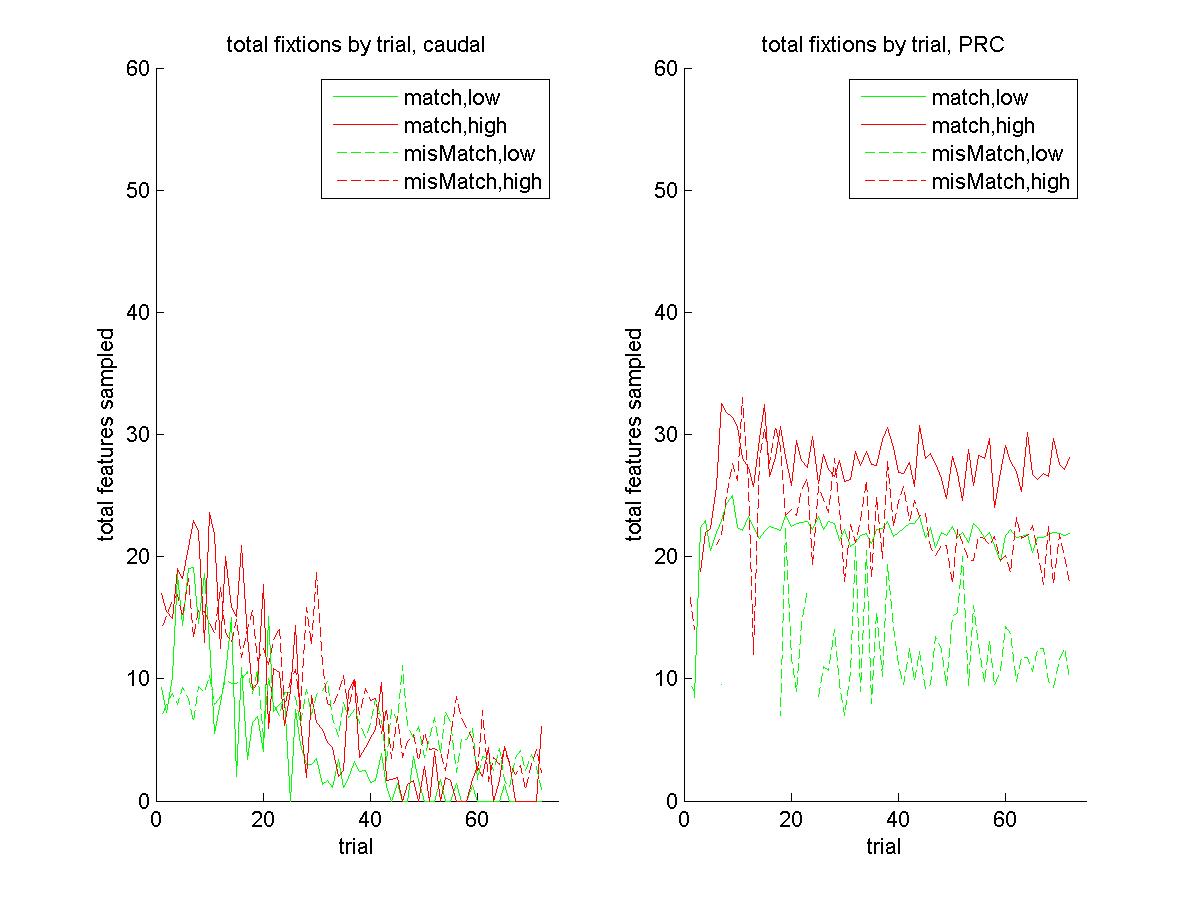 total fixtions by trial, caudal
60
50
40
30
20
10
0
total features sampled
match,low
match,high
misMatch,low
misMatch,high
0
20
40
60
trial
total fixtions by trial, PRC
60
50
40
30
20
10
0
total features sampled
match,low
match,high
misMatch,low
misMatch,high
0
20
40
60
trial